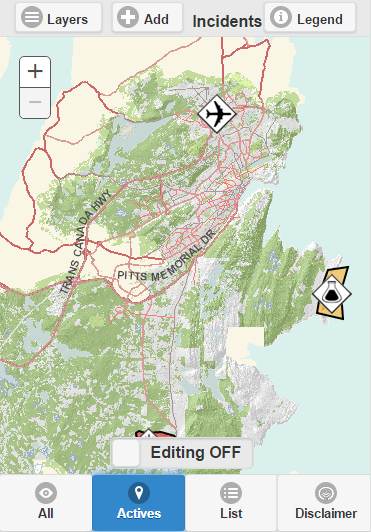 Layers
Add
Incidents
Legend
+
−
TRANS CANADA HWY
PITTS MEMORIAL DR
Editing OFF
All
Actives
List
Disclaimer